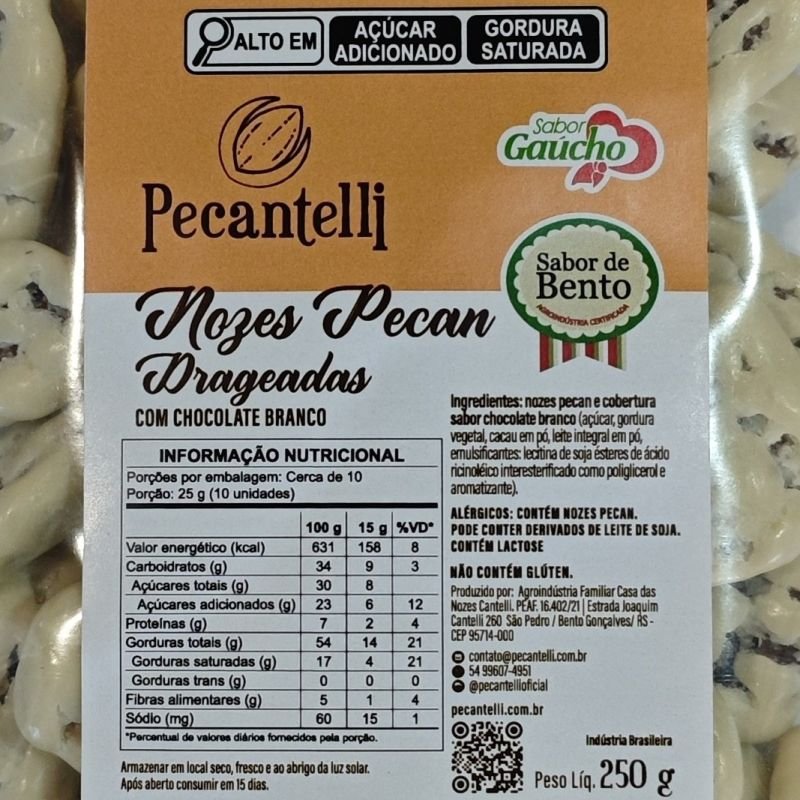 ALTO EM
AÇÚCAR
ADICIONADO
GORDURA
SATURADA
Sabor
Gaúcho
Pecantelli
Sabor de
Bento
AGROINDÚSTRIA CERTIFICADA
Nozes Pecan
Drageadas
COM CHOCOLATE BRANCO
INFORMAÇÃO NUTRICIONAL
Porções por embalagem: Cerca de 10
Porção: 25 g (10 unidades)
100 g 15 g %VD*
Valor energético (kcal) 631 158 8
Carboidratos (g) 34 9 3
Açúcares totais (g) 30 8
Açúcares adicionados (g) 23 6 12
Proteínas (g) 7 2 4
Gorduras totais (g) 54 14 21
Gorduras saturadas (g) 17 4 21
Gorduras trans (g) 0 0 0
Fibras alimentares (g) 5 1 4
Sódio (mg) 60 15 1
*Percentual de valores diários fornecidos pela porção.
Armazenar em local seco, fresco e ao abrigo da luz solar.
Após aberto consumir em 15 dias.
Ingredientes: nozes pecan e cobertura
sabor chocolate branco (açúcar, gordura
vegetal, cacau em pó, leite integral em pó,
emulsificantes: lecitina de soja ésteres de ácido
ricinoléico interesterificado como poliglicerol e
aromatizante).
ALÉRGICOS: CONTÉM NOZES PECAN.
PODE CONTER DERIVADOS DE LEITE DE SOJA.
CONTÉM LACTOSE
NÃO CONTÉM GLÚTEN.
Produzido por: Agroindústria Familiar Casa das
Nozes Cantelli. PEAF. 16.402/21 | Estrada Joaquim
Cantelli 260 São Pedro / Bento Gonçalves/ RS -
CEP 95714-000
contato@pecantelli.com.br
54 99607-4951
@pecantellioficial
pecantelli.com.br
Indústria Brasileira
Peso Líq. 250 g